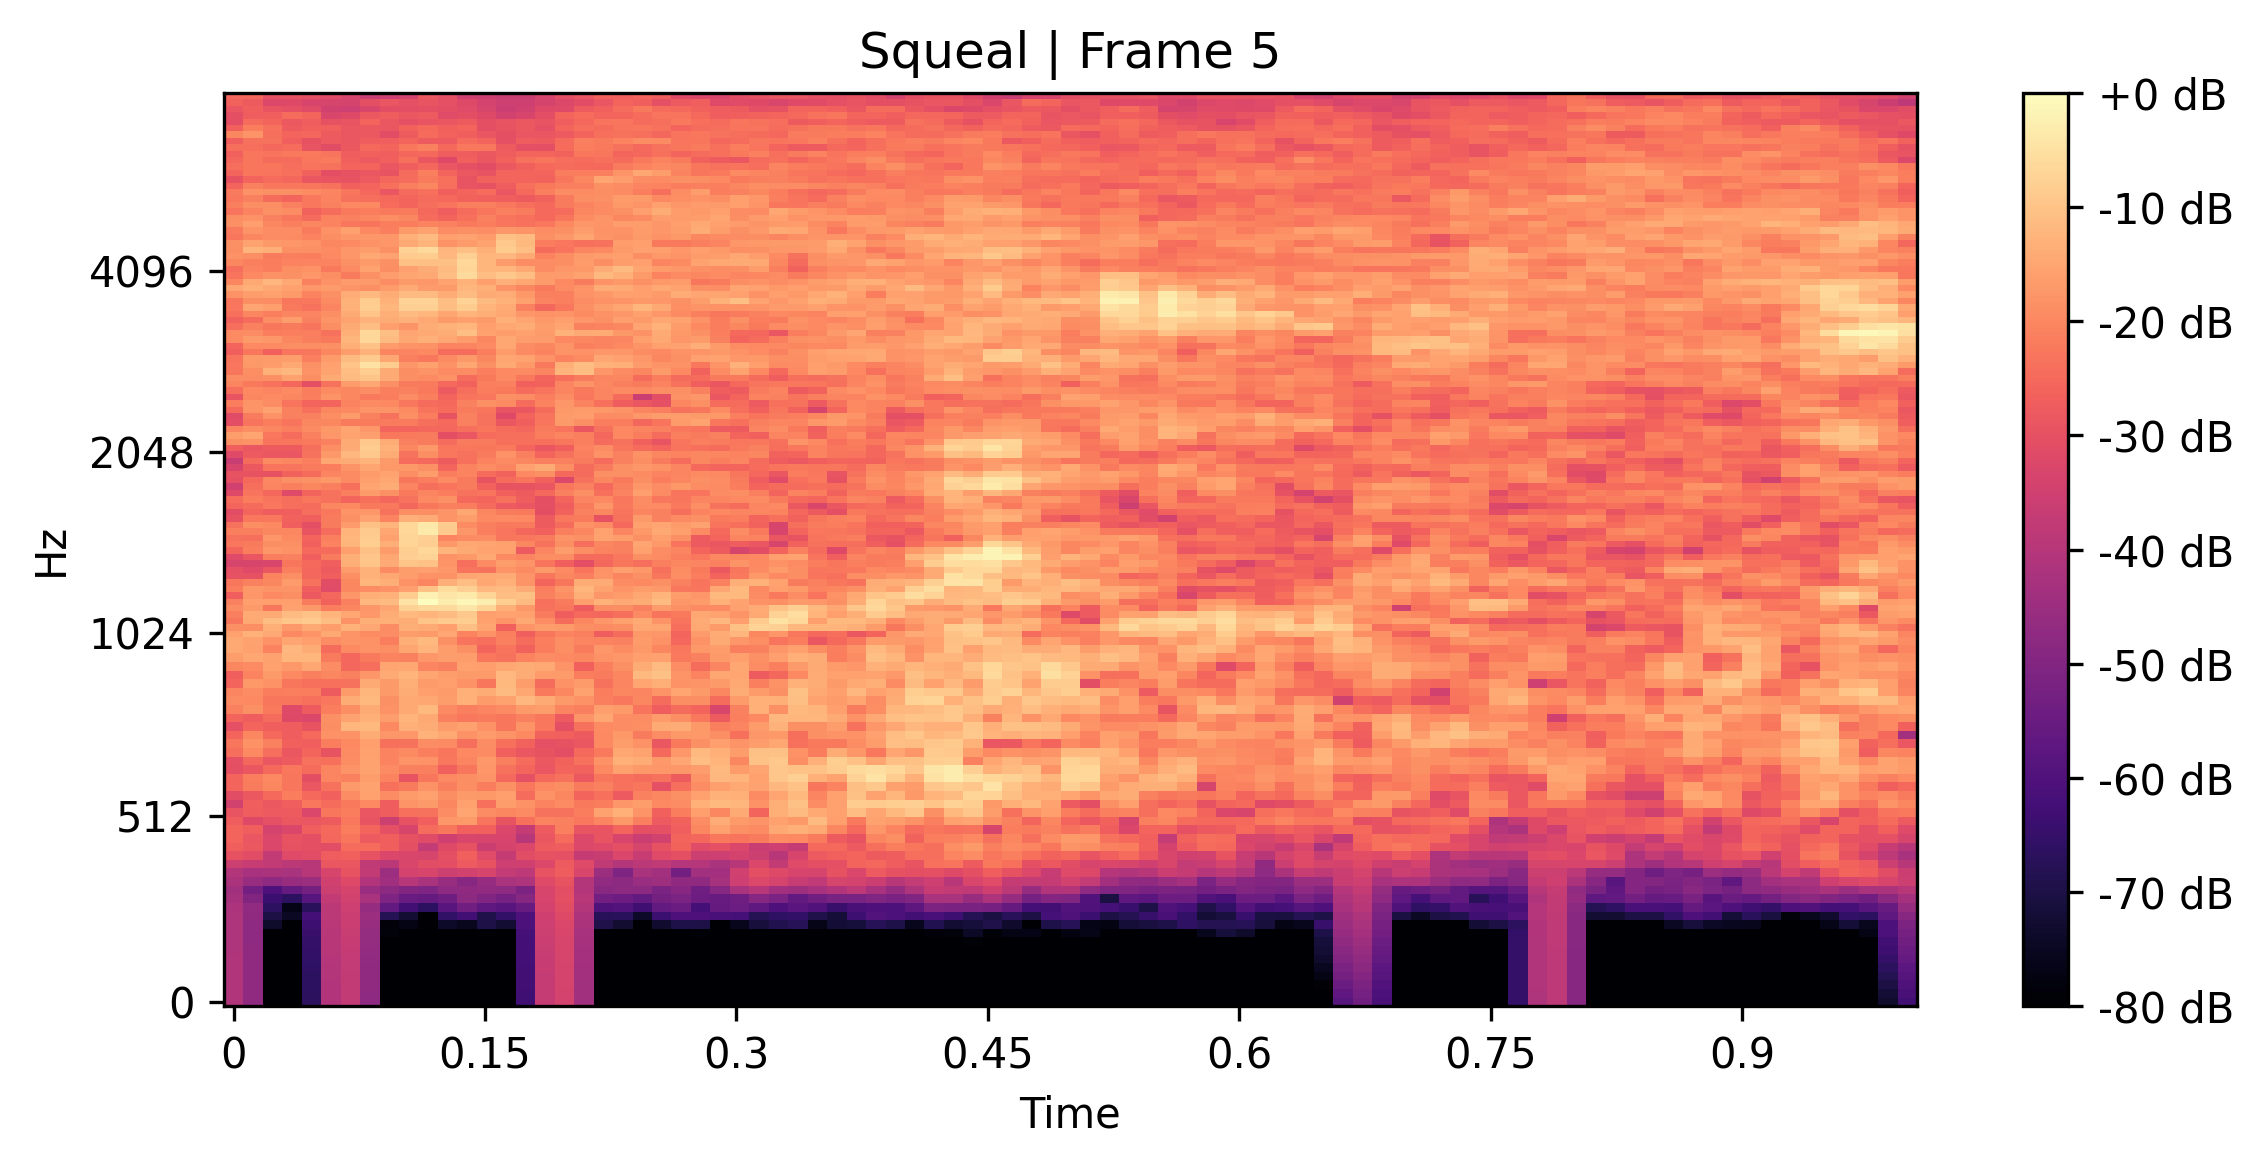 Squeal | Frame 5
+0 dB
-10 dB
4096
-20 dB
-30 dB
2048
-40 dB
Hz
1024
-50 dB
-60 dB
512
-70 dB
0
-80 dB
0 0.15 0.3 0.45 0.6 0.75 0.9
Time